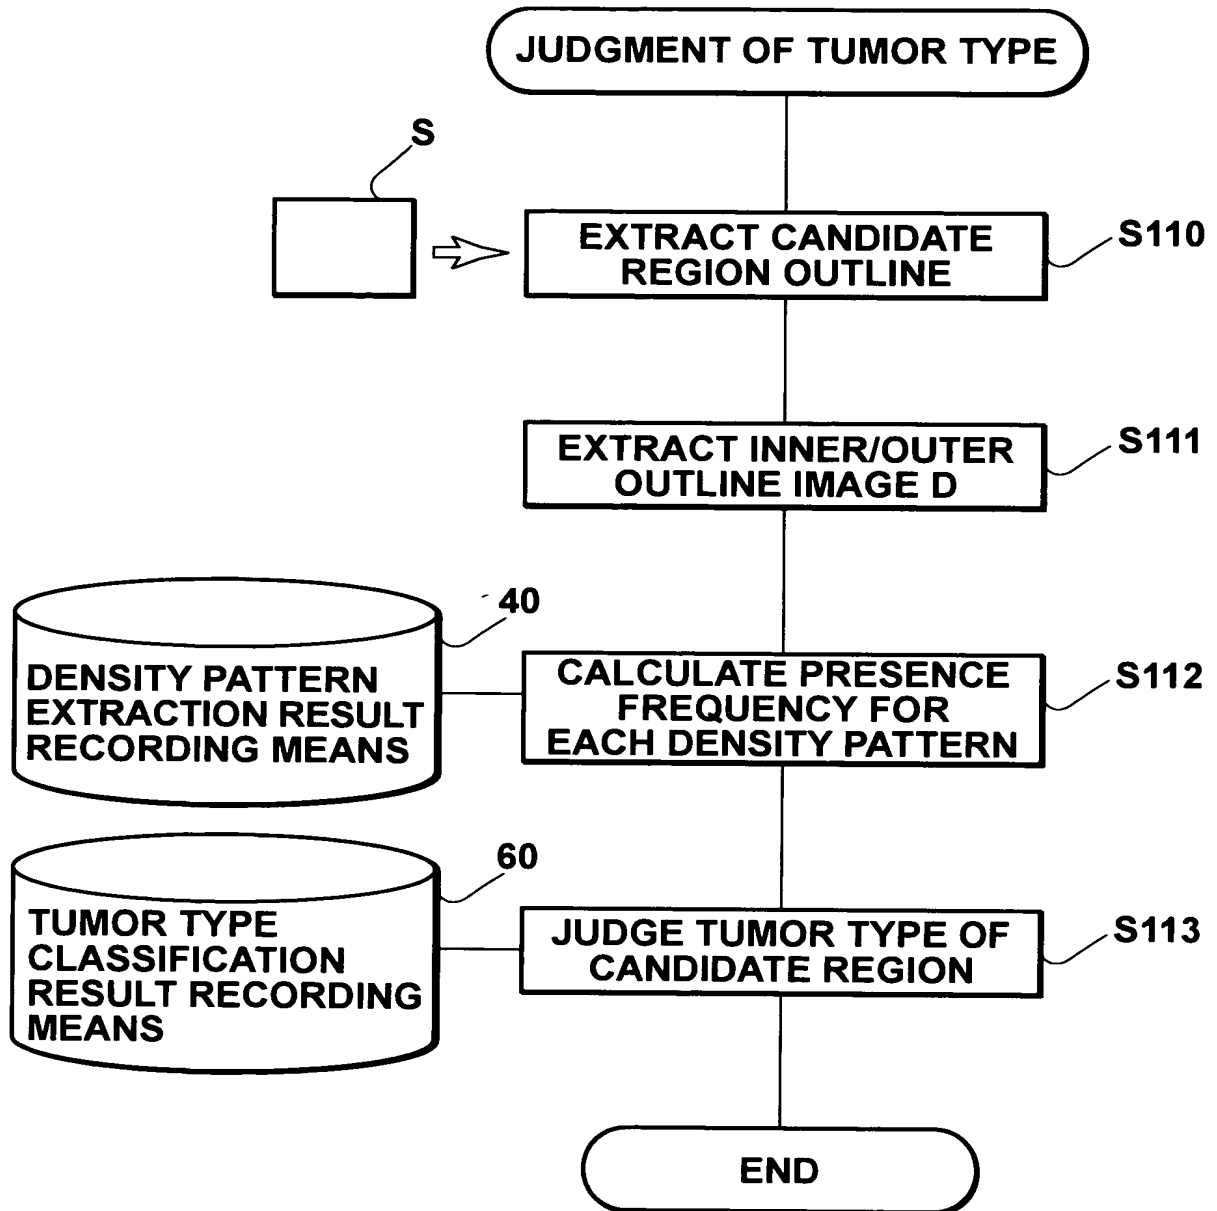 JUDGMENT OF TUMOR TYPE
S
EXTRACT CANDIDATE
REGION OUTLINE
S110
EXTRACT INNER/OUTER
OUTLINE IMAGE D
S111
40
DENSITY PATTERN
EXTRACTION RESULT
RECORDING MEANS
CALCULATE PRESENCE
FREQUENCY FOR
EACH DENSITY PATTERN
S112
60
TUMOR TYPE
CLASSIFICATION
RESULT RECORDING
MEANS
JUDGE TUMOR TYPE OF
CANDIDATE REGION
S113
END